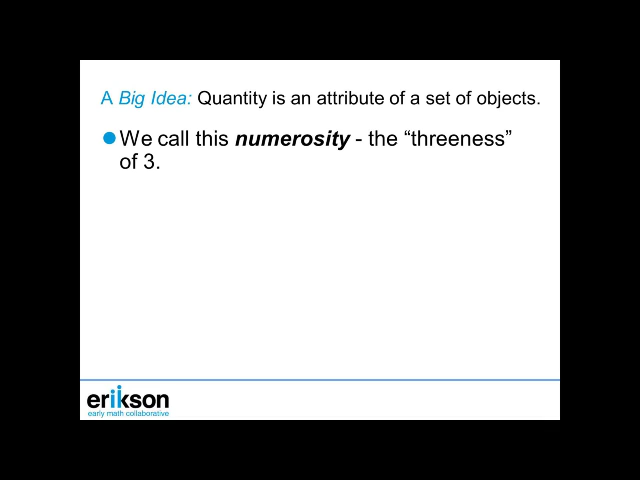 A Big Idea: Quantity is an attribute of a set of objects.
We call this numerosity - the “threeness”
of 3.
erikson
early math collaborative